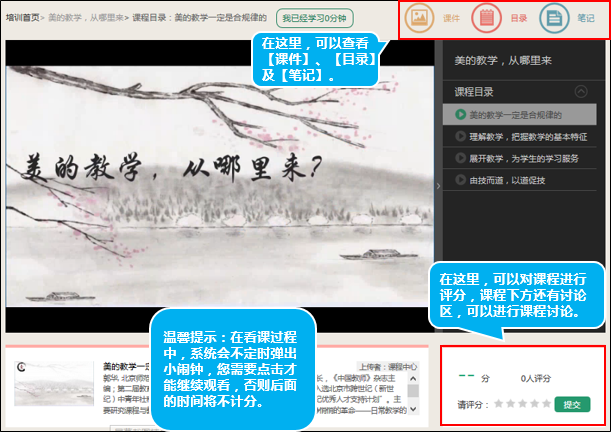 培训首页> 美的教学，从哪里来> 课程目录：美的教学一定是合规律的
我已经学习0分钟
课件
目录
笔记
在这里，可以查看
【课件】、【目录】
及【笔记】。
美的教学，从哪里来？
美的教学，从哪里来
课程目录
美的教学一定是合规律的
理解教学，把握教学的基本特征
展开教学，为学生的学习服务
由技而道，以道促技
在这里，可以对课程进行
评分，课程下方还有讨论
区，可以进行课程讨论。
温馨提示：在看课过程
中，系统会不定时弹出
小闹钟，您需要点击才
能继续观看，否则后面
的时间将不计分。
美的教学一定
上传者：课程中心
郭华, 北京师范
长，《中国教师》杂志主
编；第二届教
入选北京市跨世纪（新世
纪）中青年社
记优秀人才支持计划”。主
要研究课程与
悄悄的革命——日常教学的
-- 分
0人评分
请评分：
提交